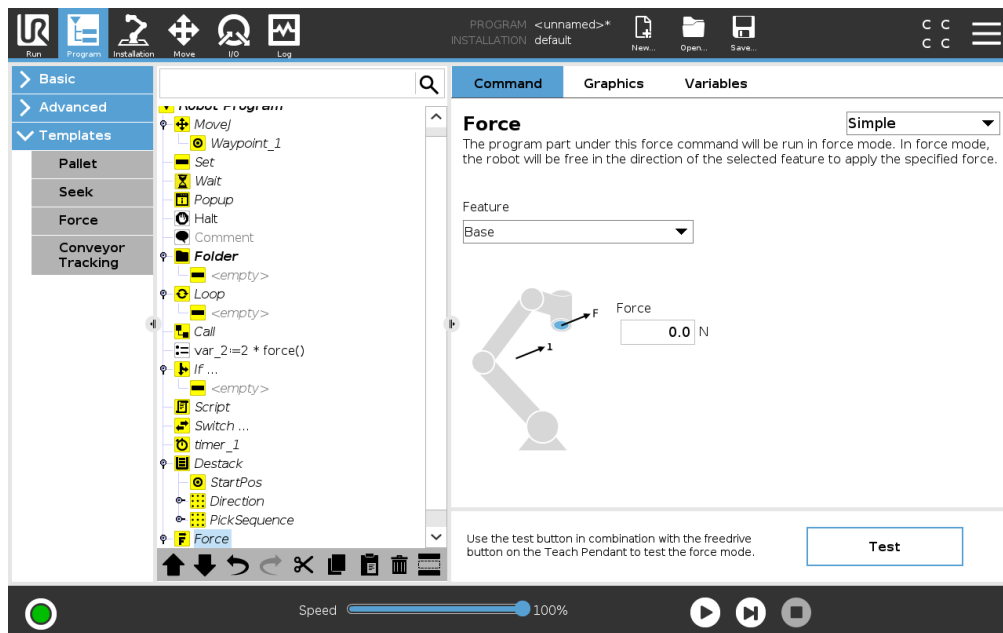 UR
PROGRAM <unnamed>*
INSTALLATION default
Run
Program
Installation
Move
I/O
Log
New...
Open...
Save...
C C
C C
Basic
Advanced
Templates
Pallet
Seek
Force
Conveyor
Tracking
Robot Program
MoveJ
Waypoint_1
Set
Wait
Popup
Halt
Comment
Folder
<empty>
Loop
<empty>
Call
var_2:=2 * force()
If ...
<empty>
Script
Switch ...
timer_1
Destack
StartPos
Direction
PickSequence
Force
Command
Graphics
Variables
Force
Simple
The program part under this force command will be run in force mode. In force mode,
the robot will be free in the direction of the selected feature to apply the specified force.
Feature
Base
F
1
Force
0.0 N
Use the test button in combination with the freedrive
button on the Teach Pendant to test the force mode.
Test
Speed
100%